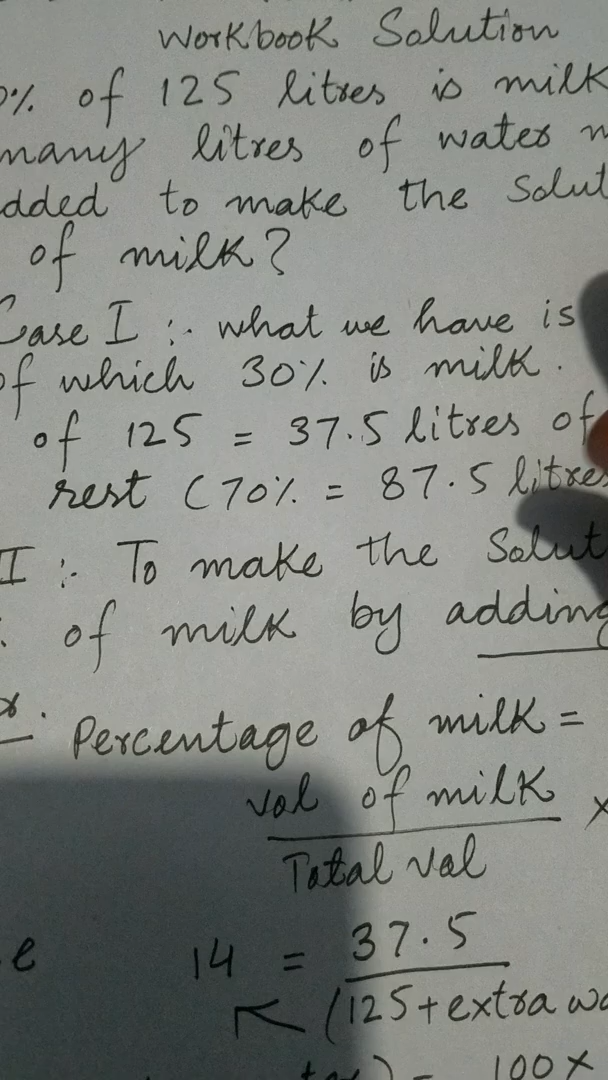 Workbook Solution
% of 125 litres is milk
many litres of water
dded to make the Solut
of milk?
Case I :- what we have is
of which 30% is milk.
of 125 = 37.5 litres of
rest (70% = 87.5 litres
I :- To make the Solut
of milk by adding
Percentage of milk =
Vol of milk ×
Total Vol
e 14 = 37.5
(125+extra wa
) = 100×